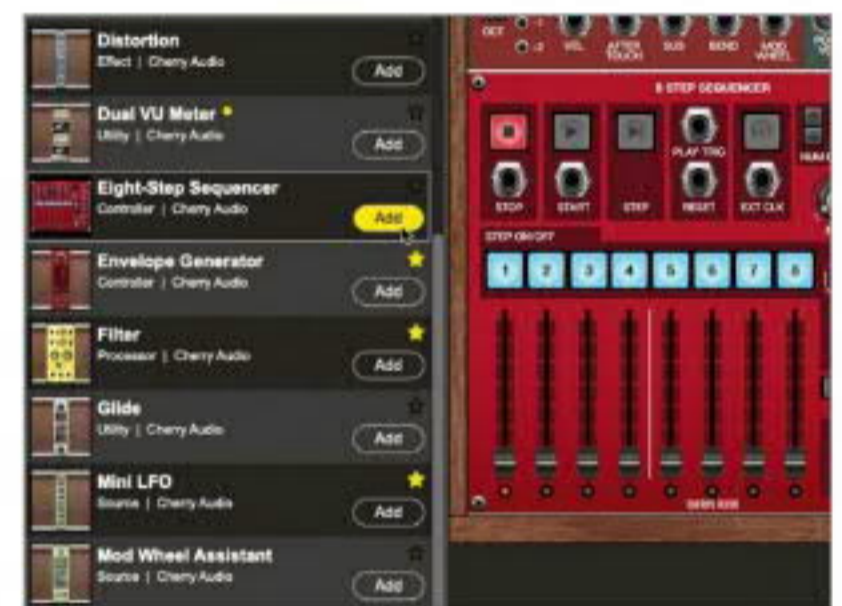 Distortion
Effect | Cherry Audio
Add
Dual VU Meter
Utility | Cherry Audio
Add
Eight-Step Sequencer
Controller | Cherry Audio
Add
Envelope Generator
Controller | Cherry Audio
Add
Filter
Processor | Cherry Audio
Add
Glide
Utility | Cherry Audio
Add
Mini LFO
Source | Cherry Audio
Add
Mod Wheel Assistant
Source | Cherry Audio
Add
OCT -1 VEL AFTER TOUCH SUS BEND MOD WHEEL
-2
8 STEP SEQUENCER
PLAY TRIG
STOP START STEP RESET EXT CLK
STEP ON/OFF
1 2 3 4 5 6 7 8